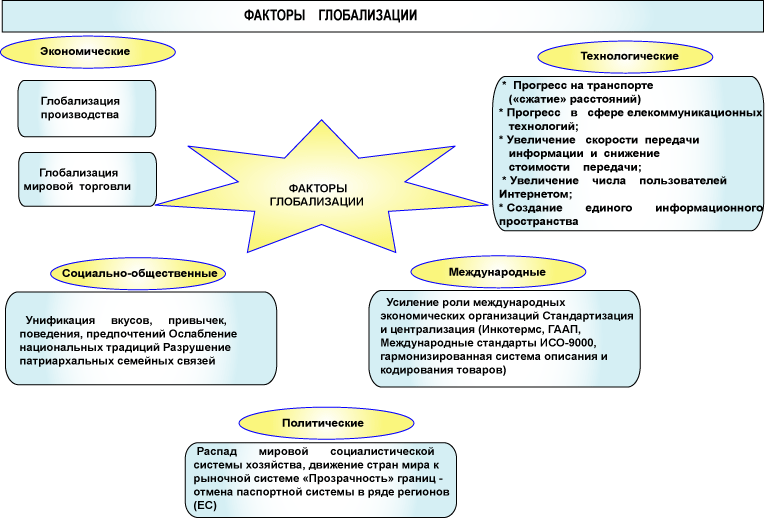 ФАКТОРЫ ГЛОБАЛИЗАЦИИ
Экономические
Глобализация
производства
Глобализация
мировой торговли
Технологические
* Прогресс на транспорте
(«сжатие» расстояний)
* Прогресс в сфере елекоммуникационных
технологий;
* Увеличение скорости передачи
информации и снижение
стоимости передачи;
* Увеличение числа пользователей
Интернетом;
* Создание единого информационного
пространства
ФАКТОРЫ
ГЛОБАЛИЗАЦИИ
Социально-общественные
Унификация вкусов, привычек,
поведения, предпочтений Ослабление
национальных традиций Разрушение
патриархальных семейных связей
Международные
Усиление роли международных
экономических организаций Стандартизация
и централизация (Инкотермс, ГААП,
Международные стандарты ИСО-9000,
гармонизированная система описания и
кодирования товаров)
Политические
Распад мировой социалистической
системы хозяйства, движение стран мира к
рыночной системе «Прозрачность» границ -
отмена паспортной системы в ряде регионов
(ЕС)